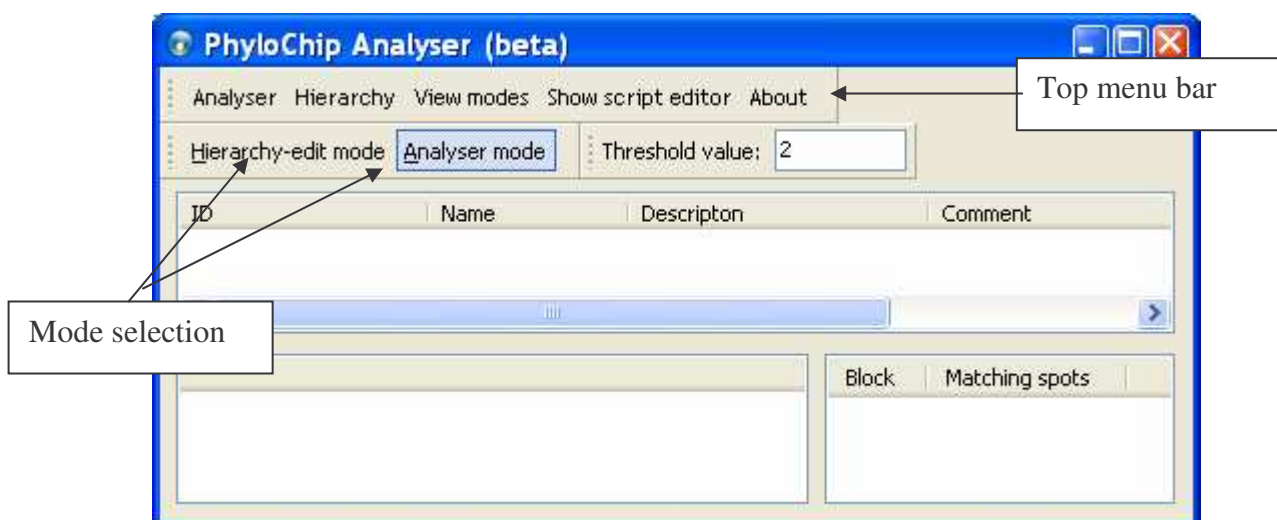 PhyloChip Analyser (beta)
Analyser Hierarchy View modes Show script editor About
Top menu bar
Hierarchy-edit mode Analyser mode Threshold value: 2
ID Name Descripton Comment
Mode selection
Block Matching spots